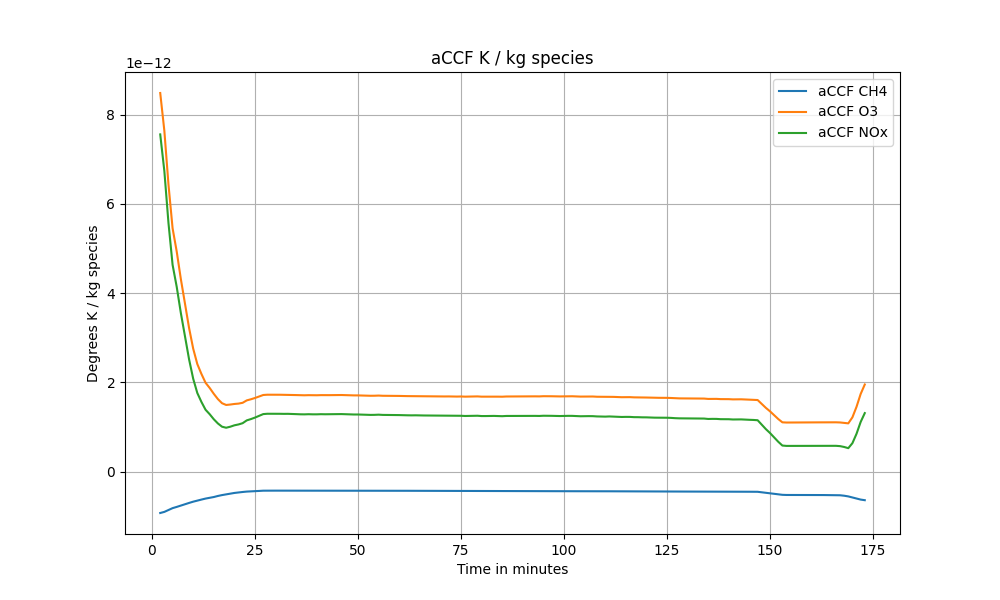 aCCF K / kg species
1e−12
aCCF CH4
aCCF O3
aCCF NOx
8
6
4
2
0
Degrees K / kg species
0 25 50 75 100 125 150 175
Time in minutes